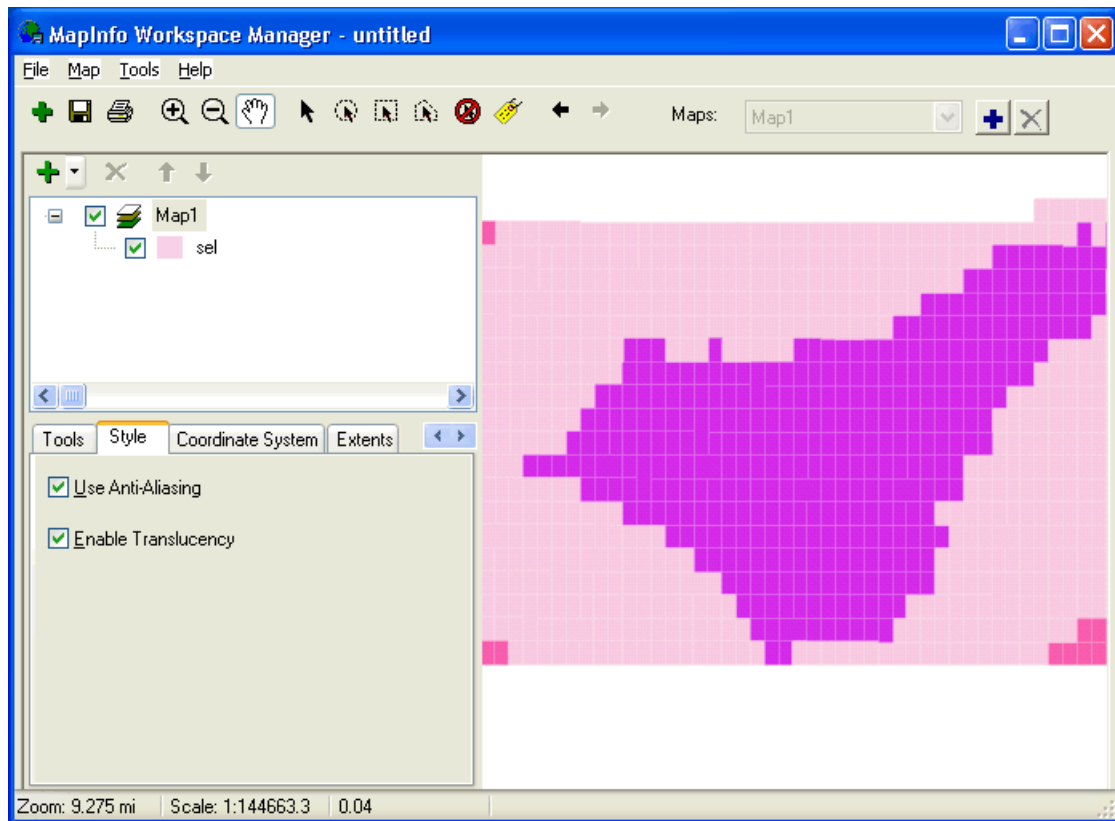 MapInfo Workspace Manager - untitled
File Map Tools Help
Maps: Map1
Map1
sel
Tools Style Coordinate System Extents
Use Anti-Aliasing
Enable Translucency
Zoom: 9.275 mi Scale: 1:144663.3 0.04